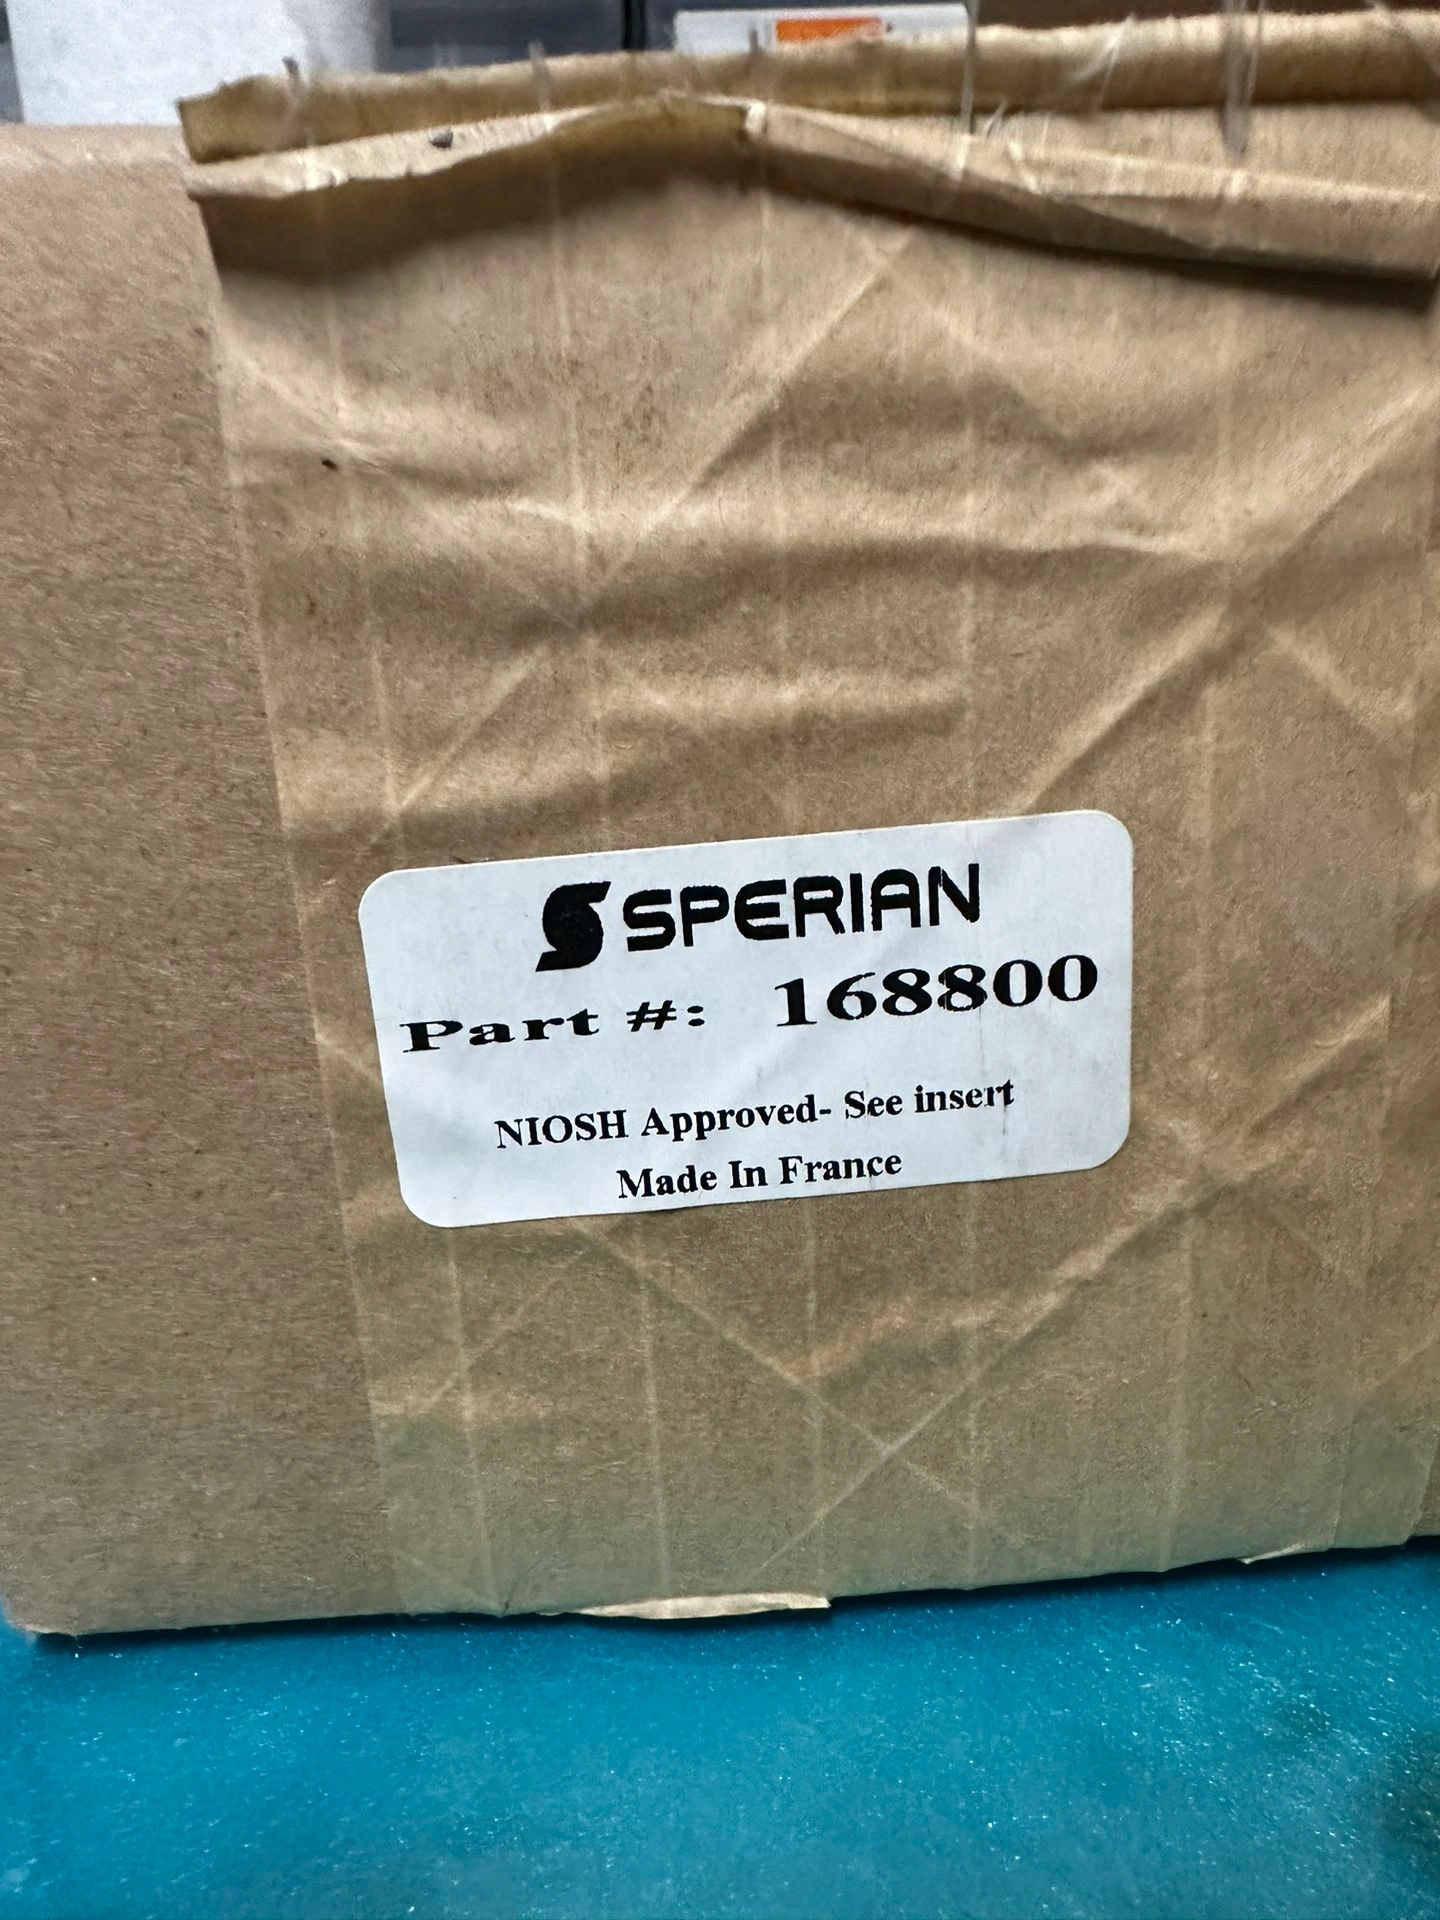 SPERIAN
Part #: 168800
NIOSH Approved- See insert
Made In France